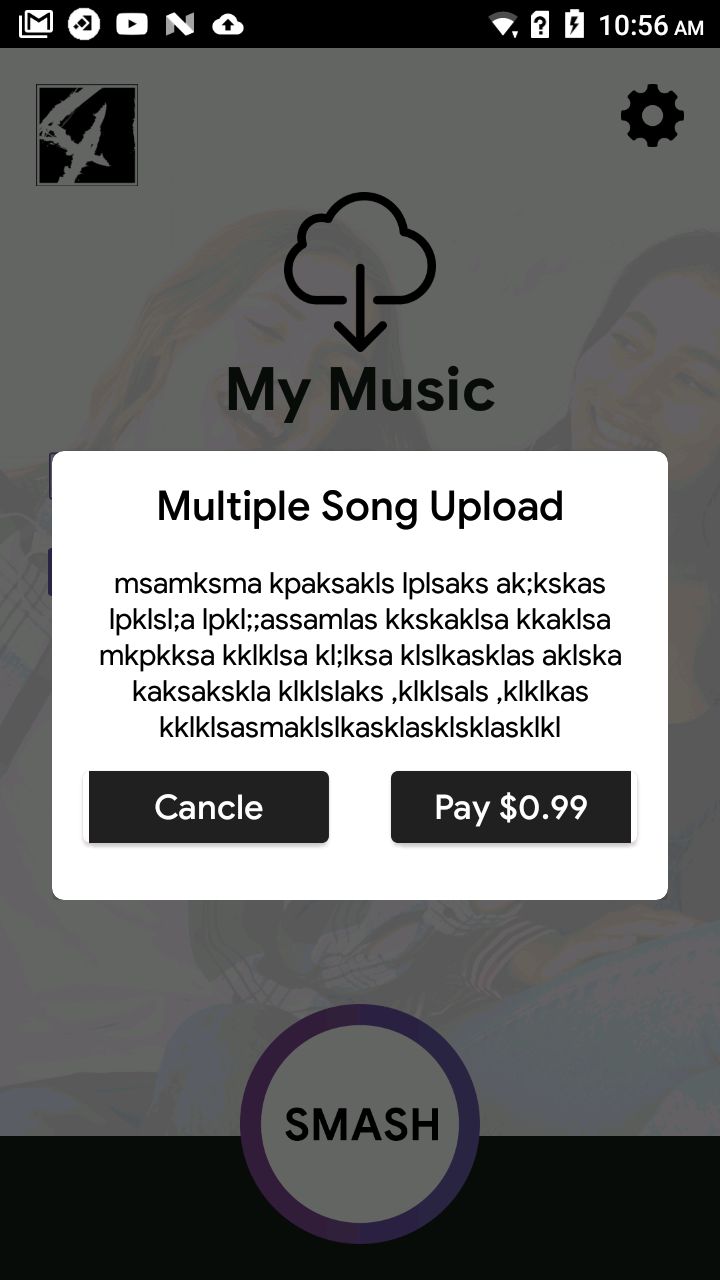 10:56 AM
My Music
Multiple Song Upload
msamksma kpaksakls lplsaks ak;kskas
lpklsl;a lpkl;;assamlas kkskaklsa kkaklsa
mkpkksa kklklsa kl;lksa klslkasklas aklska
kaksakskla klklslaks ,klklsals ,klklkas
kklklsasmaklslkasklasklsklasklkl
Cancle
Pay $0.99
SMASH